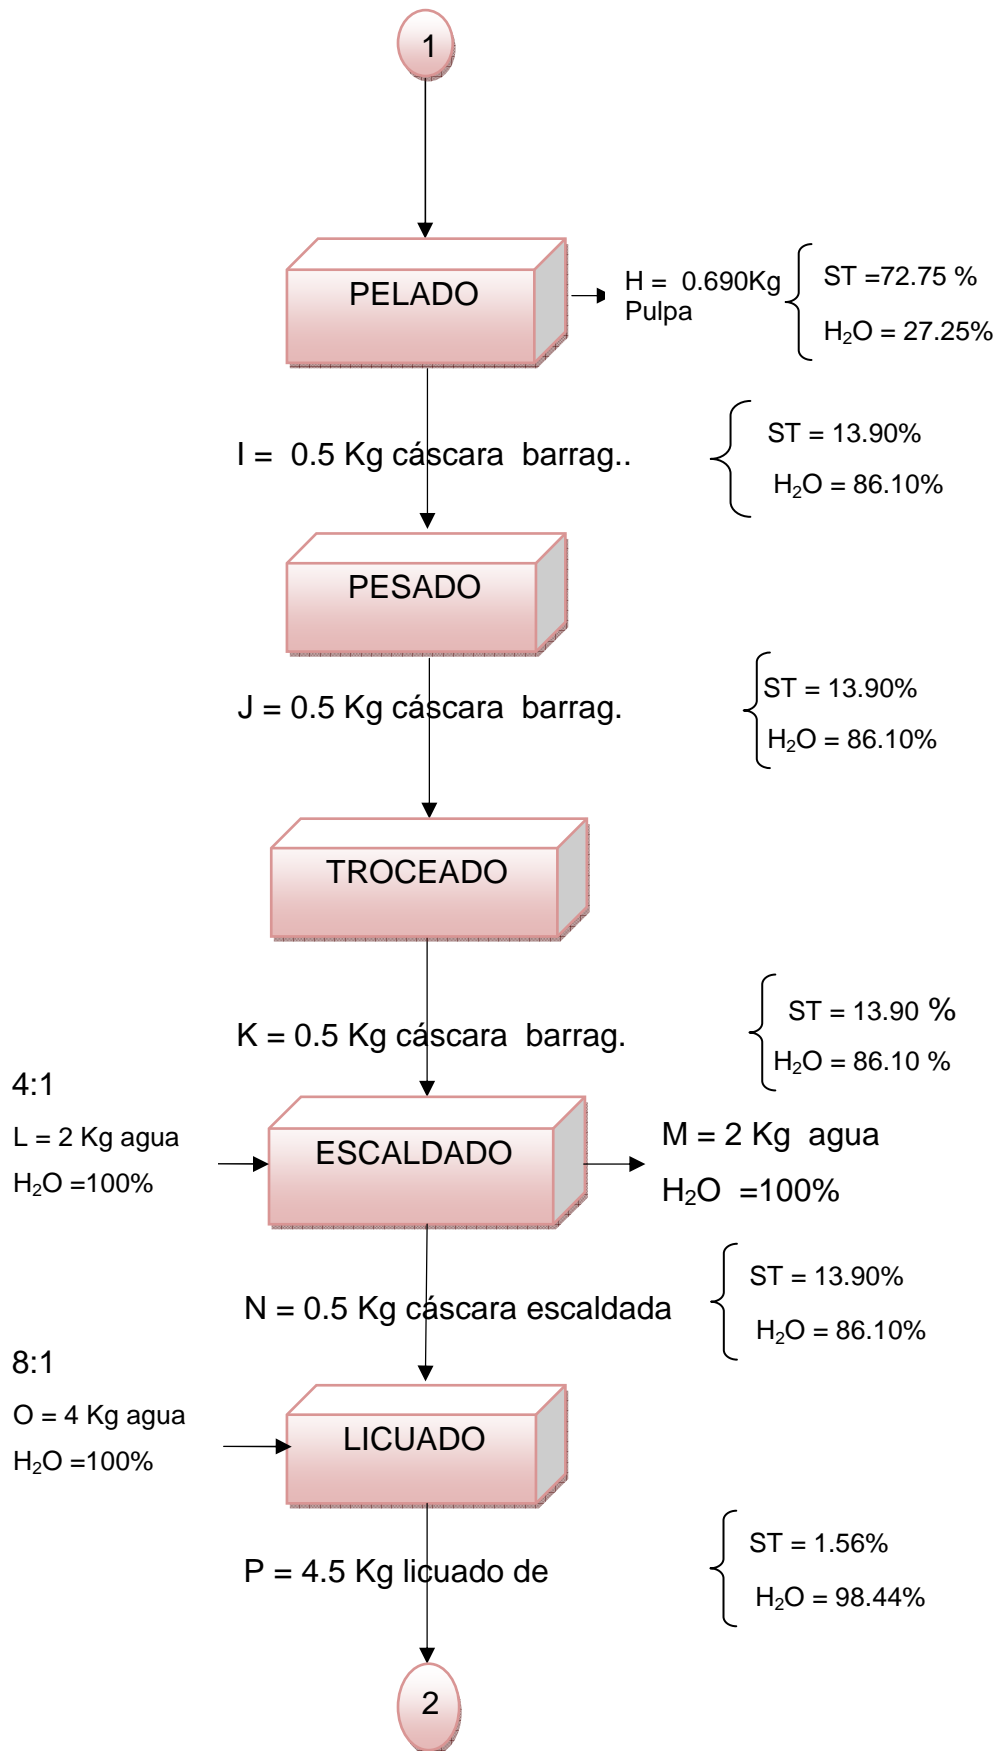 1
PELADO
H = 0.690Kg
Pulpa
ST =72.75 %
H₂O = 27.25%
I = 0.5 Kg cáscara barrag..
ST = 13.90%
H₂O = 86.10%
PESADO
J = 0.5 Kg cáscara barrag.
ST = 13.90%
H₂O = 86.10%
TROCEADO
K = 0.5 Kg cáscara barrag.
ST = 13.90 %
H₂O = 86.10 %
4:1
L = 2 Kg agua
H₂O =100%
ESCALDADO
M = 2 Kg agua
H₂O =100%
N = 0.5 Kg cáscara escaldada
ST = 13.90%
H₂O = 86.10%
8:1
O = 4 Kg agua
H₂O =100%
LICUADO
P = 4.5 Kg licuado de
ST = 1.56%
H₂O = 98.44%
2